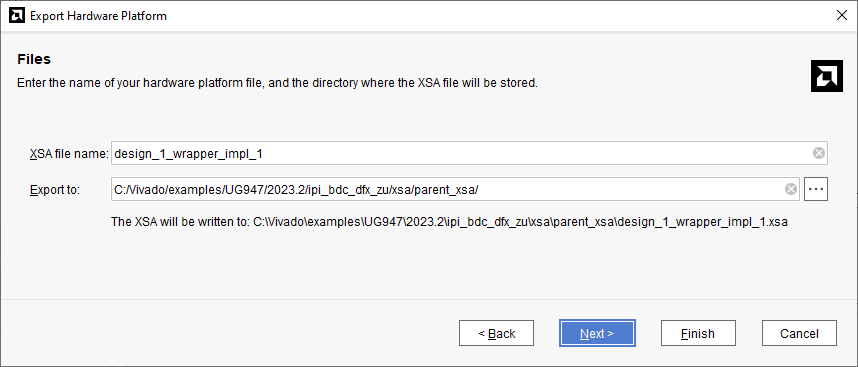 Export Hardware Platform
Files
Enter the name of your hardware platform file, and the directory where the XSA file will be stored.
XSA file name: design_1_wrapper_impl_1
Export to: C:/Vivado/examples/UG947/2023.2/ipi_bdc_dfx_zu/xsa/parent_xsa/
The XSA will be written to: C:\Vivado\examples\UG947\2023.2\ipi_bdc_dfx_zu\xsa\parent_xsa\design_1_wrapper_impl_1.xsa
< Back Next > Finish Cancel